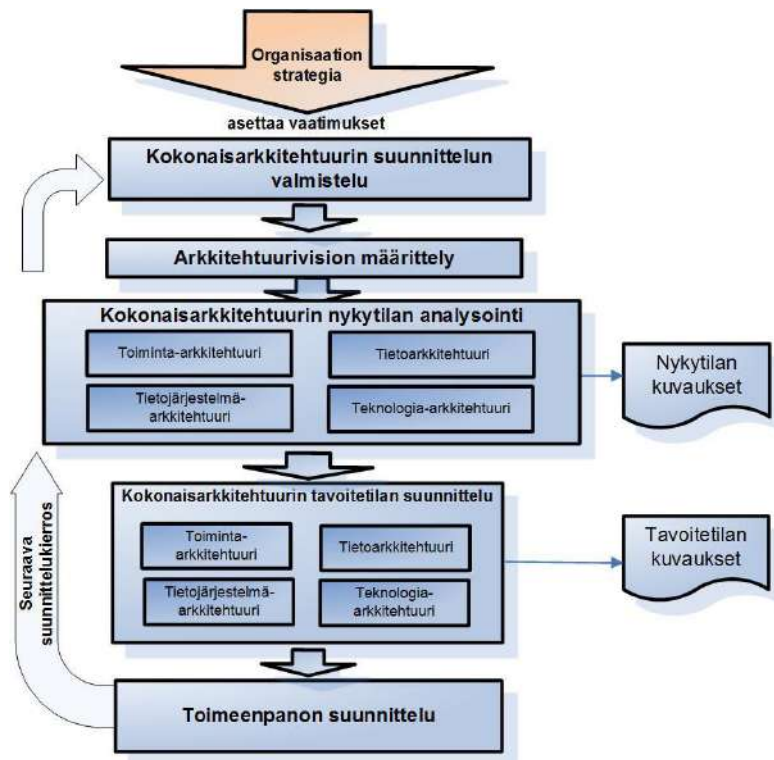 Organisaation
strategia
asettaa vaatimukset
Kokonaisarkkitehtuurin suunnittelun
valmistelu
Arkkitehtuurivision määrittely
Kokonaisarkkitehtuurin nykytilan analysointi
Toiminta-arkkitehtuuri
Tietoarkkitehtuuri
Tietojärjestelmä-
arkkitehtuuri
Teknologia-arkkitehtuuri
Nykytilan
kuvaukset
Kokonaisarkkitehtuurin tavoitetilan suunnittelu
Toiminta-
arkkitehtuuri
Tietoarkkitehtuuri
Tietojärjestelmä-
arkkitehtuuri
Teknologia-
arkkitehtuuri
Tavoitetilan
kuvaukset
Seuraava
suunnittelukierros
Toimeenpanon suunnittelu